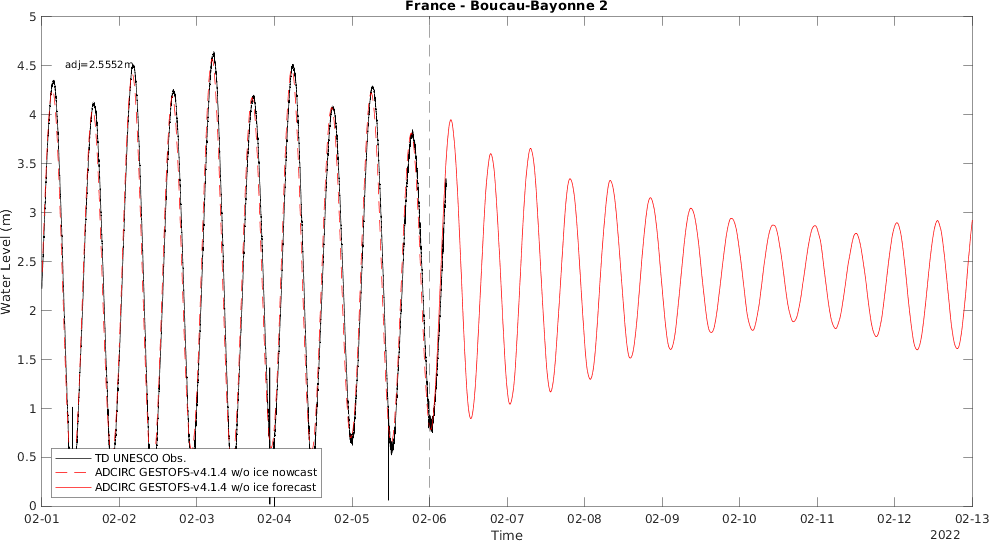 France - Boucau-Bayonne 2
5
4.5
4
3.5
3
2.5
2
1.5
1
0.5
0
Water Level (m)
adj=2.5552m
TD UNESCO Obs.
ADCIRC GESTOFS-v4.1.4 w/o ice nowcast
ADCIRC GESTOFS-v4.1.4 w/o ice forecast
02-01 02-02 02-03 02-04 02-05 02-06 02-07 02-08 02-09 02-10 02-11 02-12 02-13
Time
2022